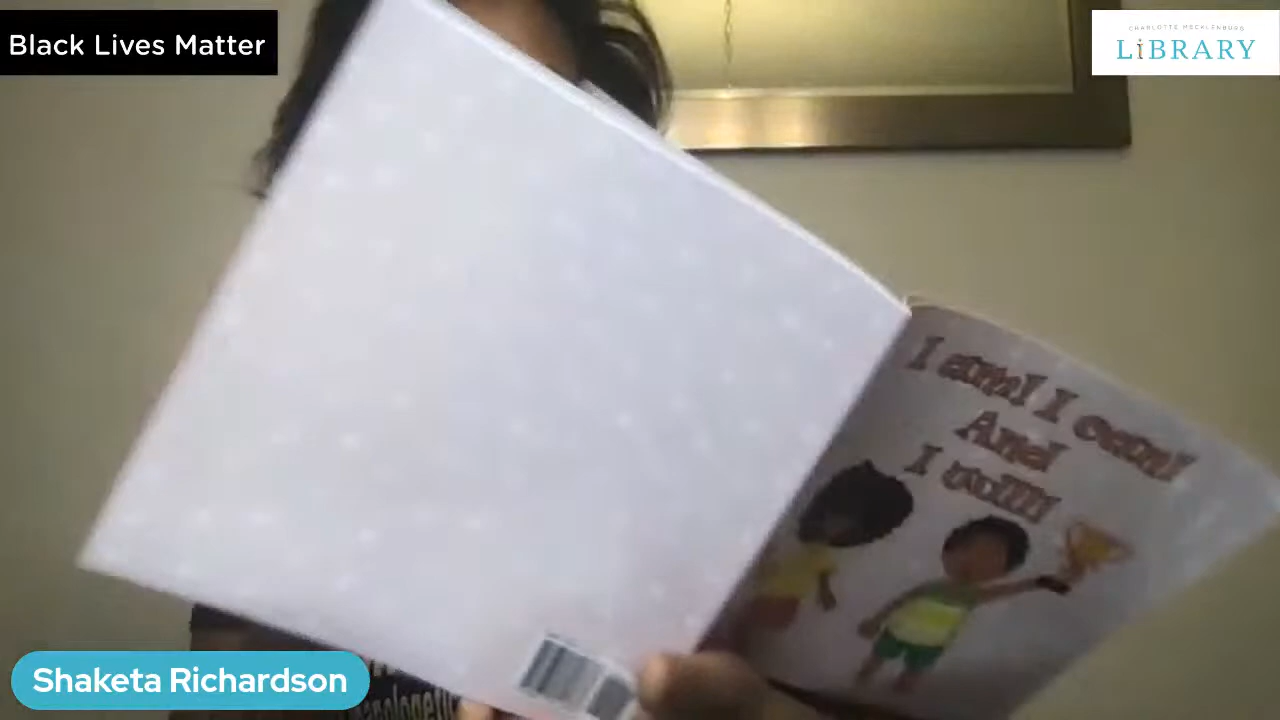 Black Lives Matter
CHARLOTTE MECKLENBURG
LiBRARY
I am! I can!
And
I will!
Shaketa Richardson